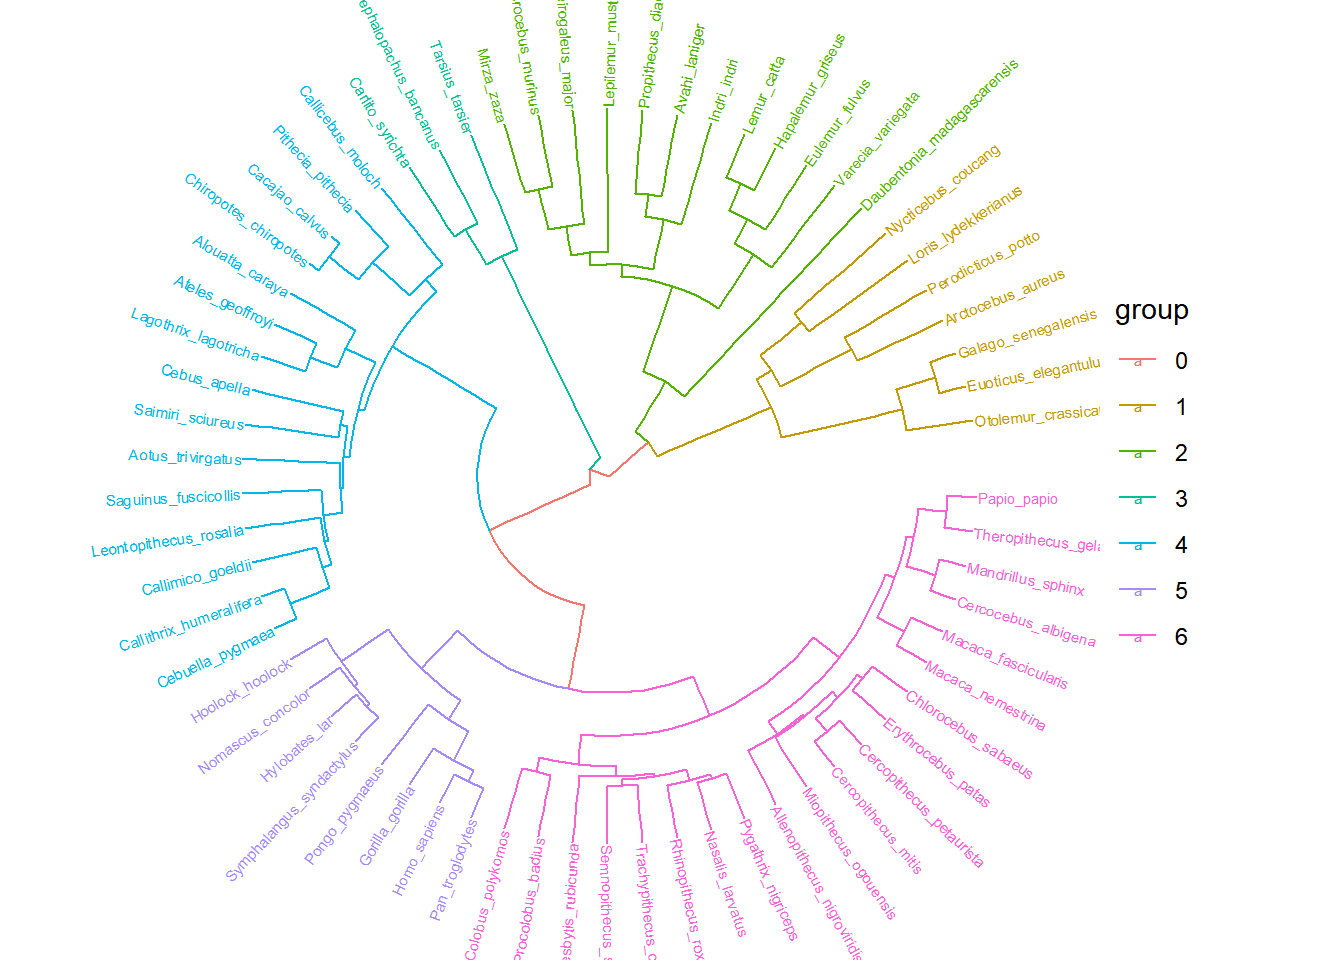 ephalopachus_bancanus
Tarsius_tarsier
Carlito_syrichta
Mirza_zaza
rocebus_murinus
irogaleus_major
Lepilemur_must
Propithecus_dia
Avahi_laniger
Indri_indri
Lemur_catta
Hapalemur_griseus
Eulemur_fulvus
Varecia_variegata
Daubentonia_madagascarensis
Nycticebus_coucang
Loris_lydekkerianus
Perodicticus_potto
Arctocebus_aureus
Galago_senegalensis
Euoticus_elegantulu
Otolemur_crassica
Callicebus_moloch
Pithecia_pithecia
Cacajao_calvus
Chiropotes_chiropotes
Alouatta_caraya
Ateles_geoffroyi
Lagothrix_lagotricha
Cebus_apella
Saimiri_sciureus
Aotus_trivirgatus
Saguinus_fuscicollis
Leontopithecus_rosalia
Callimico_goeldii
Callithrix_humeralifera
Cebuella_pygmaea
Hoolock_hoolock
Nomascus_concolor
Hylobates_lar
Symphalangus_syndactylus
Pongo_pygmaeus
Gorilla_gorilla
Homo_sapiens
Pan_troglodytes
Colobus_polykomos
rocolobus_badius
esbytis_rubicunda
Semnopithecus_
Trachypithecus_c
Rhinopithecus_rox
Nasalis_larvatus
Pygathrix_nigriceps
Allenopithecus_nigroviridis
Miopithecus_ogouensis
Cercopithecus_mitis
Cercopithecus_petaurista
Erythrocebus_patas
Chlorocebus_sabaeus
Macaca_nemestrina
Macaca_fascicularis
Cercocebus_albigena
Mandrillus_sphinx
Theropithecus_gela
Papio_papio
group
a 0
a 1
a 2
a 3
a 4
a 5
a 6